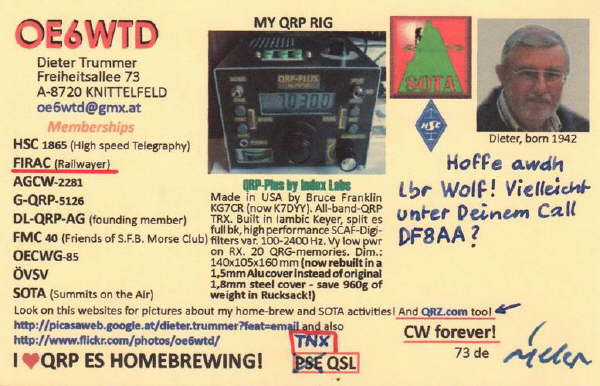 OE6WTD
Dieter Trummer
Freiheitsallee 73
A-8720 KNITTELFELD
oe6wtd@gmx.at
Memberships
HSC 1865 (High speed Telegraphy)
FIRAC (Railwayer)
AGCW-2281
G-QRP-5126
DL-QRP-AG (founding member)
FMC 40 (Friends of S.F.B. Morse Club)
OECWG-85
ÖVSV
SOTA (Summits on the Air)
MY QRP RIG
QRP-PLUS
7030.0
QRP-Plus by Index Labs
Made in USA by Bruce Franklin
KG7CR (now K7DYY). All-band-QRP
TRX. Built in Iambic Keyer, split es
full bk, high performance SCAF-Digi-
filters var. 100-2400 Hz. Vy low pwr
on RX. 20 QRG-memories. Dim.:
140x105x160 mm (now rebuilt in a
1,5mm Alu cover instead of original
1,8mm steel cover - save 960g of
weight in Rucksack!)
SOTA
HSC
Dieter, born 1942
Hoffe awdh
Lbr Wolf! Vielleicht
unter Deinem Call
DF8AA?
Look on this websites for pictures about my home-brew and SOTA activities! And QRZ.com too!
http://picasaweb.google.at/dieter.trummer?feat=email and also
http://www.flickr.com/photos/oe6wtd/
I ♥ QRP ES HOMEBREWING!
TNX
PSE QSL
CW forever!
73 de